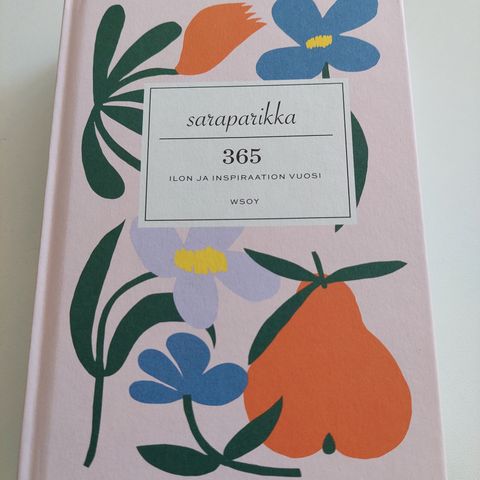 saraparikka
365
ILON JA INSPIRAATION VUOSI
WSOY